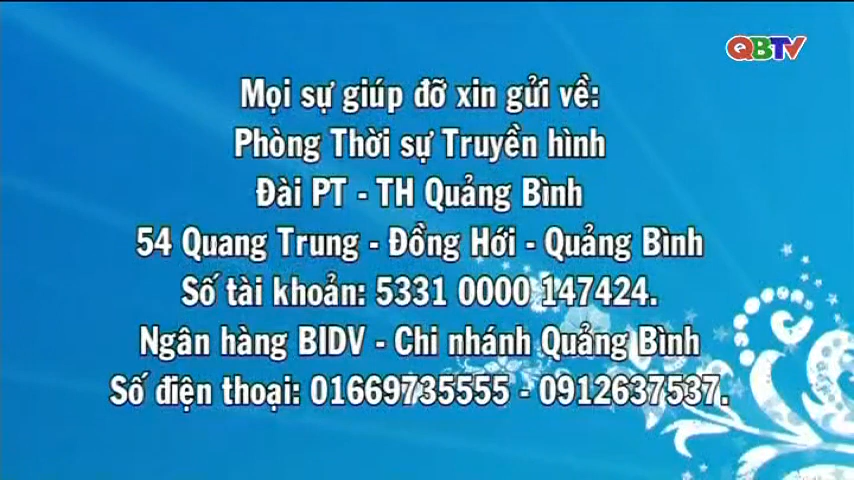 QBTV
Mọi sự giúp đỡ xin gửi về:
Phòng Thời sự Truyền hình
Đài PT - TH Quảng Bình
54 Quang Trung - Đồng Hới - Quảng Bình
Số tài khoản: 5331 0000 147424.
Ngân hàng BIDV - Chi nhánh Quảng Bình
Số điện thoại: 01669735555 - 0912637537.